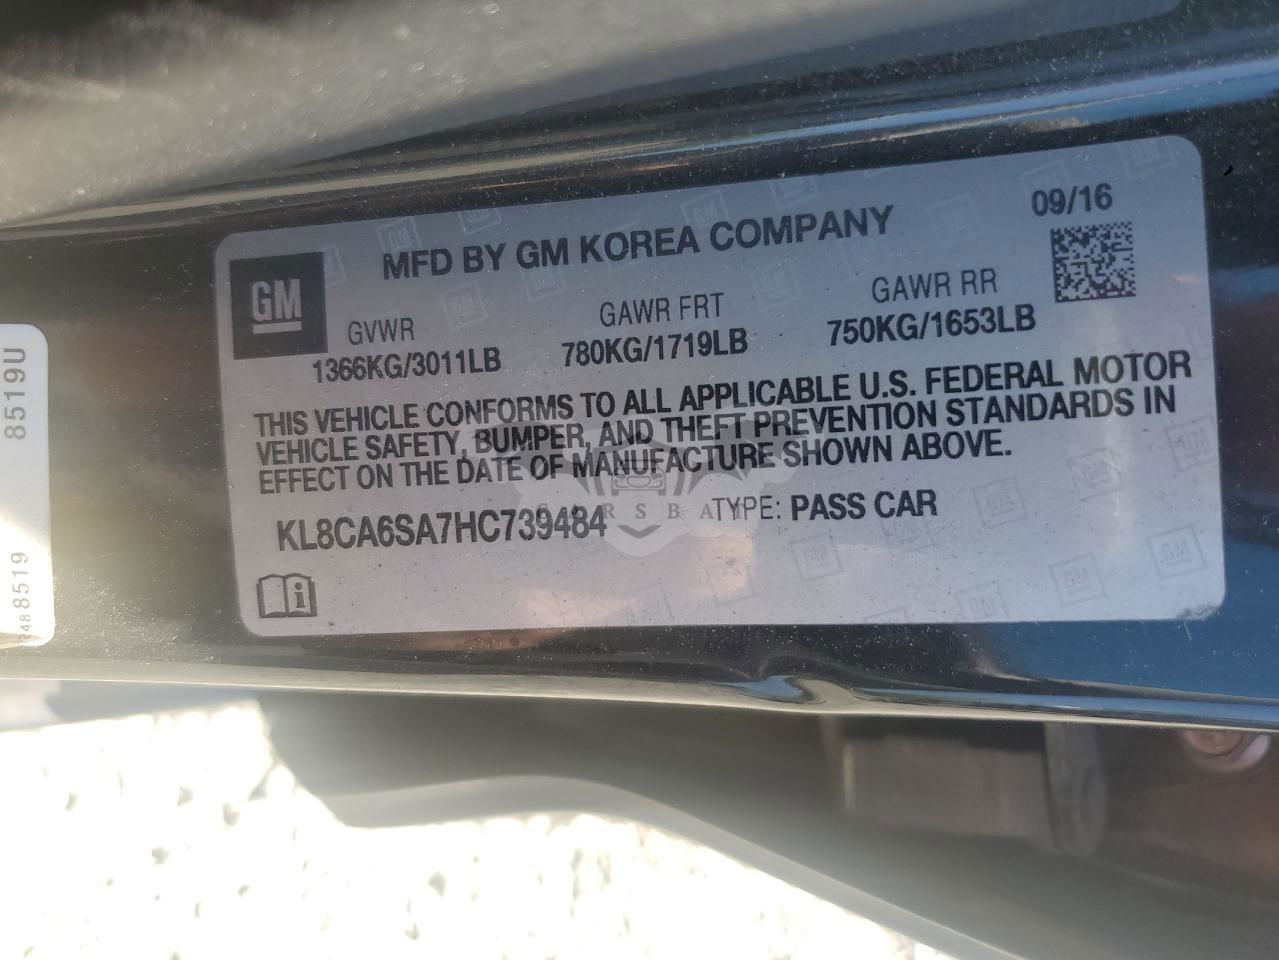 GM
MFD BY GM KOREA COMPANY
09/16
GVWR
GAWR FRT
GAWR RR
1366KG/3011LB
780KG/1719LB
750KG/1653LB
THIS VEHICLE CONFORMS TO ALL APPLICABLE U.S. FEDERAL MOTOR
VEHICLE SAFETY, BUMPER, AND THEFT PREVENTION STANDARDS IN
EFFECT ON THE DATE OF MANUFACTURE SHOWN ABOVE.
KL8CA6SA7HC739484
TYPE: PASS CAR
8519U
488519